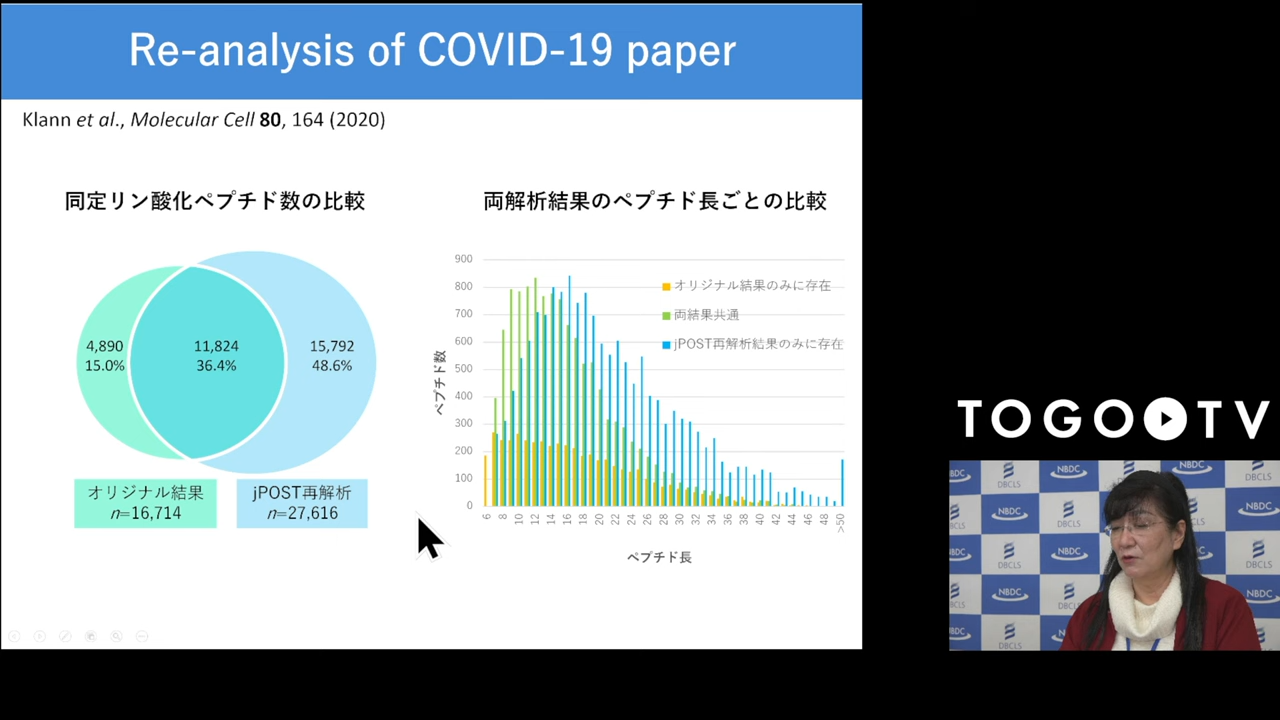 Re-analysis of COVID-19 paper
Klann et al., Molecular Cell 80, 164 (2020)
同定リン酸化ペプチド数の比較
4,890
15.0%
11,824
36.4%
15,792
48.6%
オリジナル結果
n=16,714
jPOST再解析
n=27,616
両解析結果のペプチド長ごとの比較
ペプチド数
900
800
700
600
500
400
300
200
100
0
オリジナル結果のみに存在
両結果共通
jPOST再解析結果のみに存在
6 8 10 12 14 16 18 20 22 24 26 28 30 32 34 36 38 40 42 44 46 48 >50
ペプチド長
TOGO TV
NBDC
DBCLS